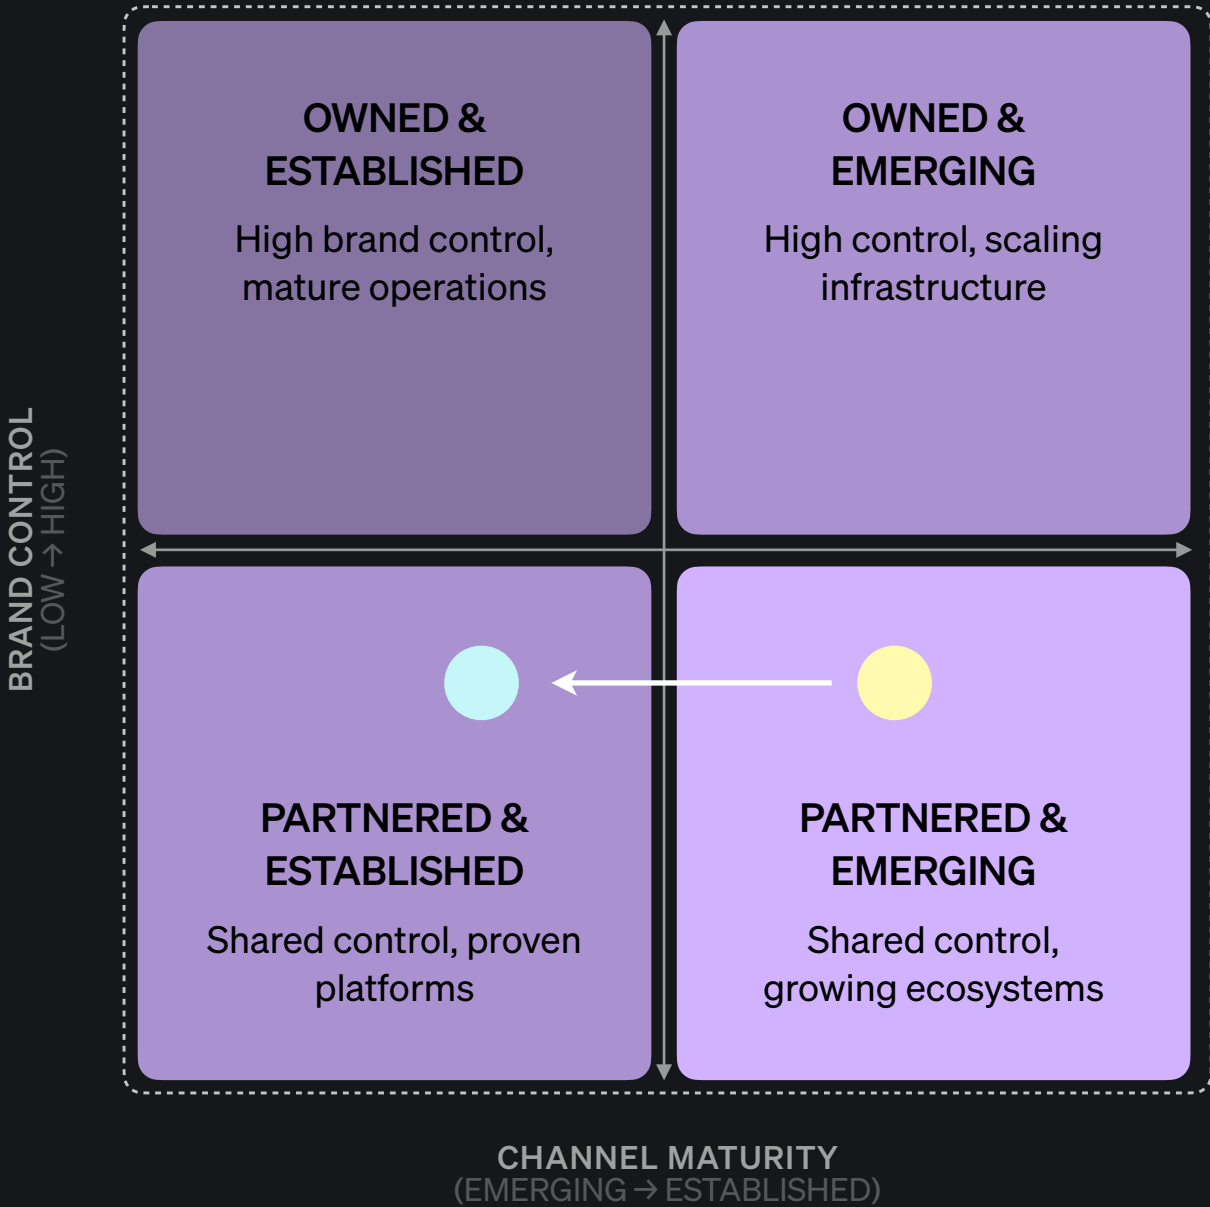 OWNED &
ESTABLISHED
High brand control,
mature operations
OWNED &
EMERGING
High control, scaling
infrastructure
BRAND CONTROL
(LOW → HIGH)
PARTNERED &
ESTABLISHED
Shared control, proven
platforms
PARTNERED &
EMERGING
Shared control,
growing ecosystems
CHANNEL MATURITY
(EMERGING → ESTABLISHED)